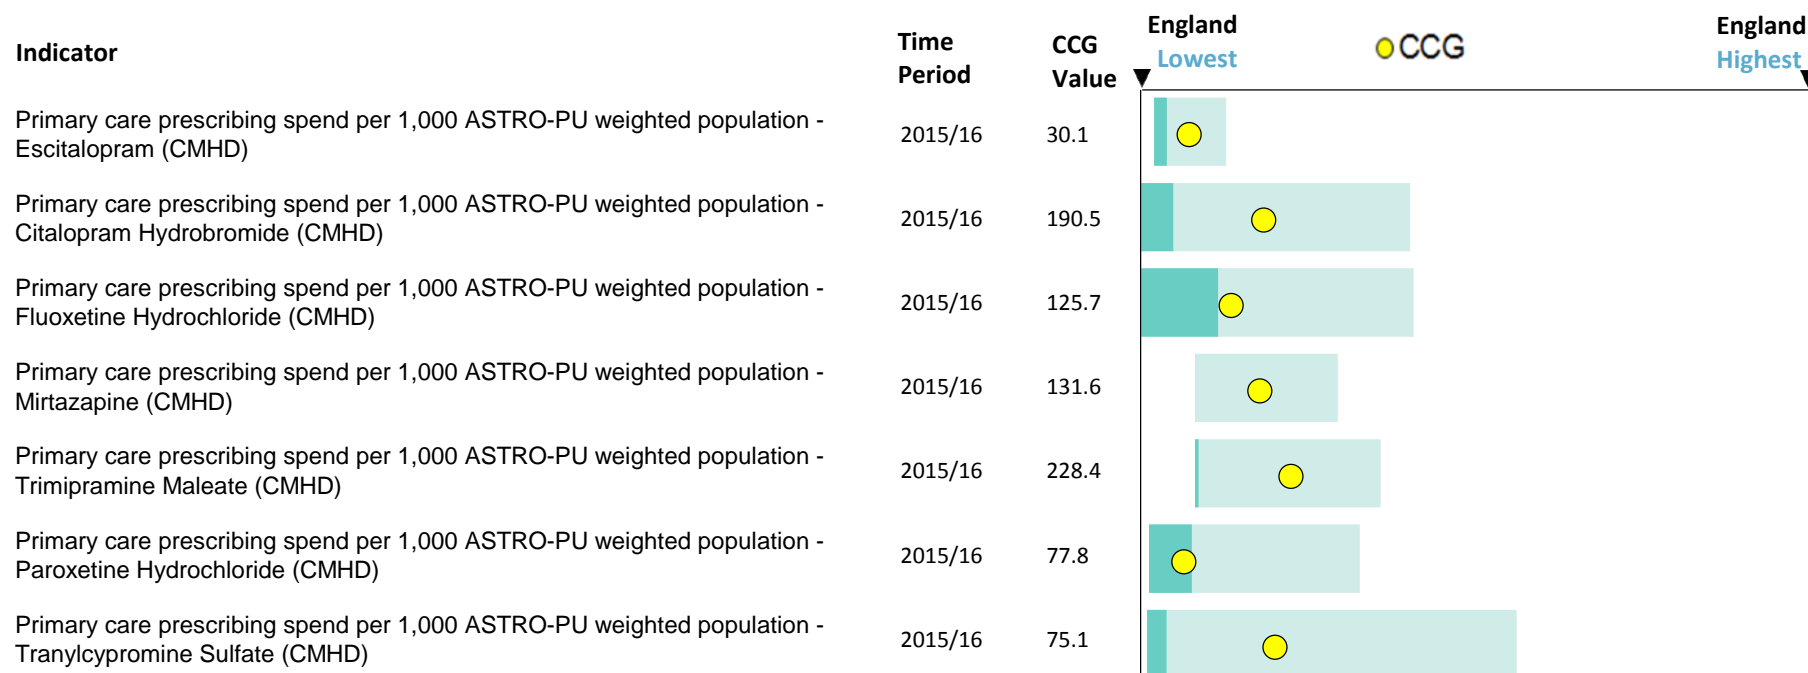 Indicator
Time
Period
CCG
Value
England
Lowest
CCG
England
Highest
Primary care prescribing spend per 1,000 ASTRO-PU weighted population -
Escitalopram (CMHD)
2015/16
30.1
Primary care prescribing spend per 1,000 ASTRO-PU weighted population -
Citalopram Hydrobromide (CMHD)
2015/16
190.5
Primary care prescribing spend per 1,000 ASTRO-PU weighted population -
Fluoxetine Hydrochloride (CMHD)
2015/16
125.7
Primary care prescribing spend per 1,000 ASTRO-PU weighted population -
Mirtazapine (CMHD)
2015/16
131.6
Primary care prescribing spend per 1,000 ASTRO-PU weighted population -
Trimipramine Maleate (CMHD)
2015/16
228.4
Primary care prescribing spend per 1,000 ASTRO-PU weighted population -
Paroxetine Hydrochloride (CMHD)
2015/16
77.8
Primary care prescribing spend per 1,000 ASTRO-PU weighted population -
Tranylcypromine Sulfate (CMHD)
2015/16
75.1